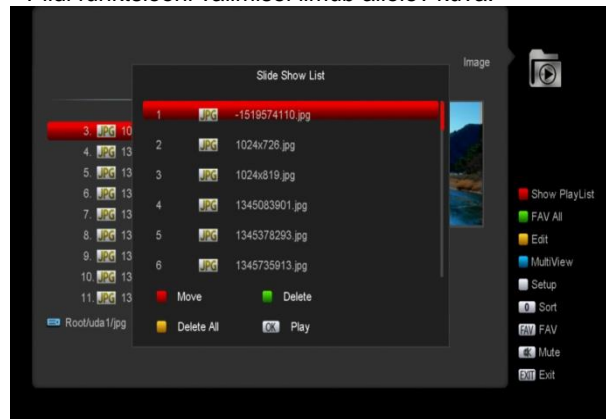 Image
Slide Show List
1 JPG -1519574110.jpg
2 JPG 1024x726.jpg
3 JPG 1024x819.jpg
4 JPG 1345083901.jpg
5 JPG 1345378293.jpg
6 JPG 1345735913.jpg
Move Delete
Delete All OK Play
3. JPG 10
4. JPG 13
5. JPG 13
6. JPG 13
7. JPG 13
8. JPG 13
9. JPG 13
10. JPG 13
11. JPG 13
Root/uda1/jpg
Show PlayList
FAV All
Edit
MultiView
Setup
0 Sort
FAV FAV
Mute
EXIT Exit